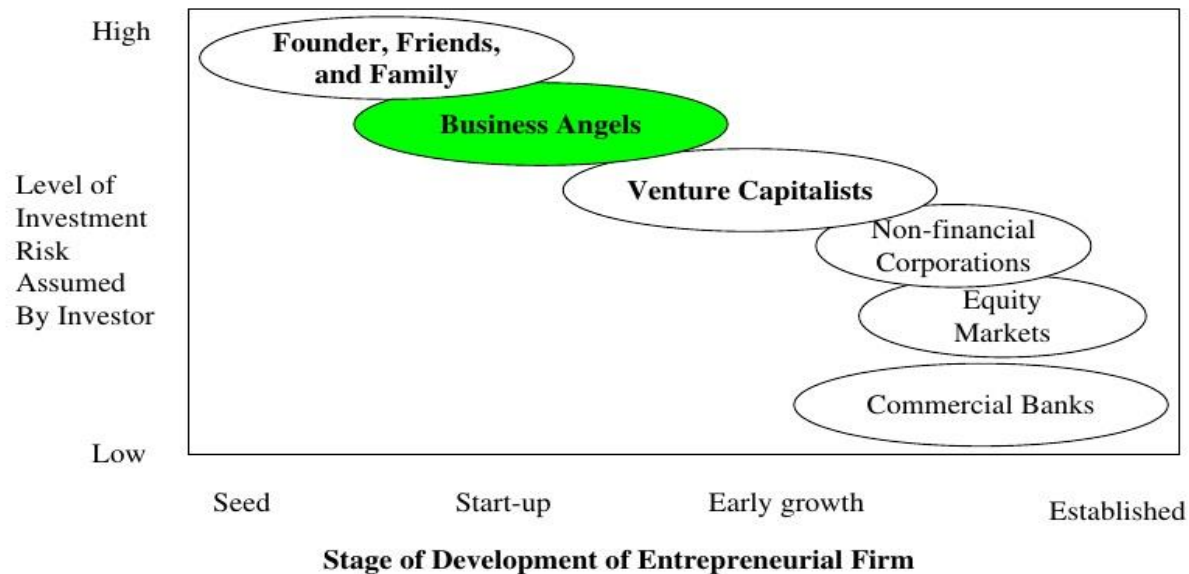 High
Founder, Friends,
and Family
Business Angels
Level of
Investment
Risk
Assumed
By Investor
Venture Capitalists
Non-financial
Corporations
Equity
Markets
Commercial Banks
Low
Seed
Start-up
Early growth
Established
Stage of Development of Entrepreneurial Firm